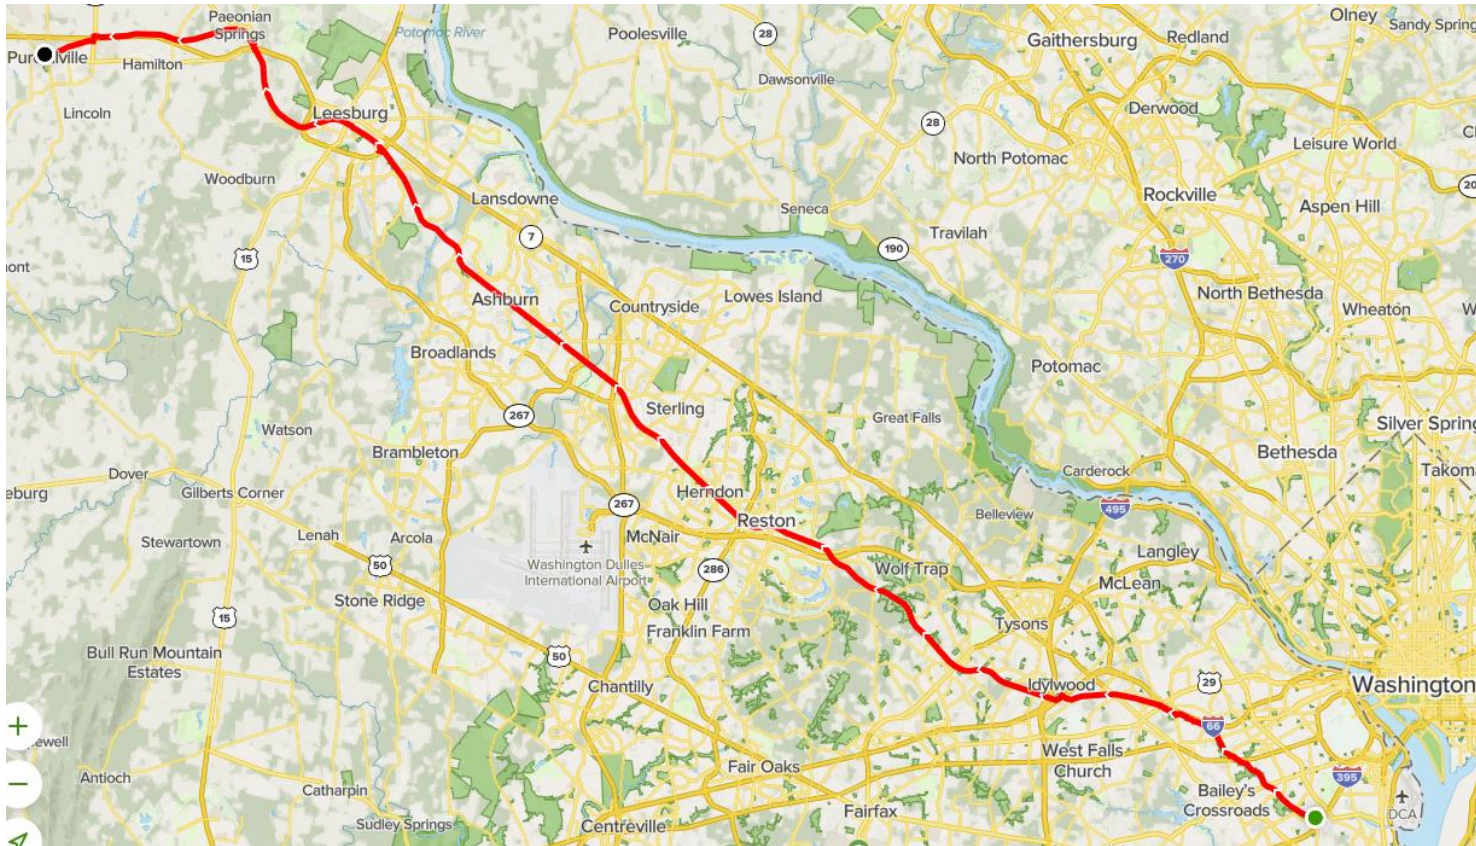 Paeonian
Springs
Potomac River
Poolesville
28
Olney
Sandy Spring
Gaithersburg
Redland
Purcellville
Hamilton
Dawsonville
Lincoln
Leesburg
28
Derwood
Leisure World
North Potomac
Woodburn
Lansdowne
Rockville
Seneca
Aspen Hill
7
Travilah
190
15
270
ont
Ashburn
Countryside
Lowes Island
North Bethesda
Wheaton
Broadlands
Potomac
Sterling
Great Falls
267
Silver Spring
Watson
Brambleton
Bethesda
Carderock
Takoma
Dover
eburg
Gilberts Corner
Herndon
267
Reston
495
Belleview
Lenah
Arcola
McNair
Stewartown
Langley
50
Washington Dulles
International Airport
286
Wolf Trap
McLean
Stone Ridge
Oak Hill
15
Franklin Farm
Tysons
Bull Run Mountain
Estates
50
Chantilly
Idylwood
29
Washington
66
ewell
West Falls
Church
Fair Oaks
Antioch
Catharpin
395
Bailey's
Crossroads
Fairfax
DCA
Sudley Springs
Centreville